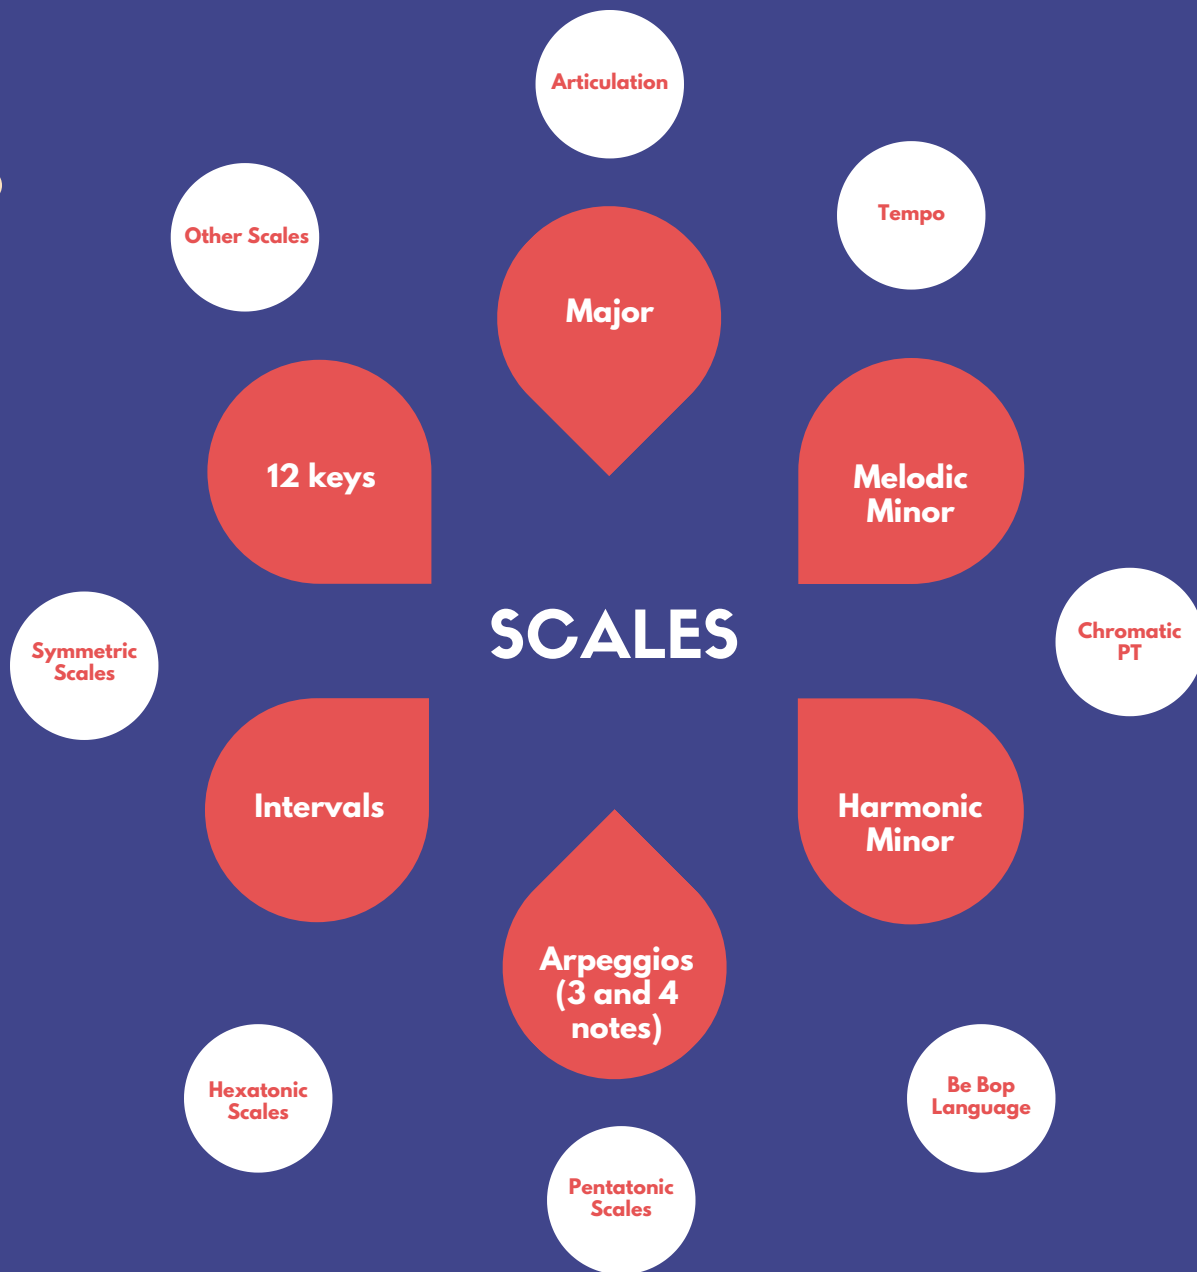 Articulation
Tempo
Other Scales
Major
12 keys
Melodic
Minor
SCALES
Chromatic
PT
Symmetric
Scales
Intervals
Harmonic
Minor
Arpeggios
(3 and 4
notes)
Hexatonic
Scales
Be Bop
Language
Pentatonic
Scales